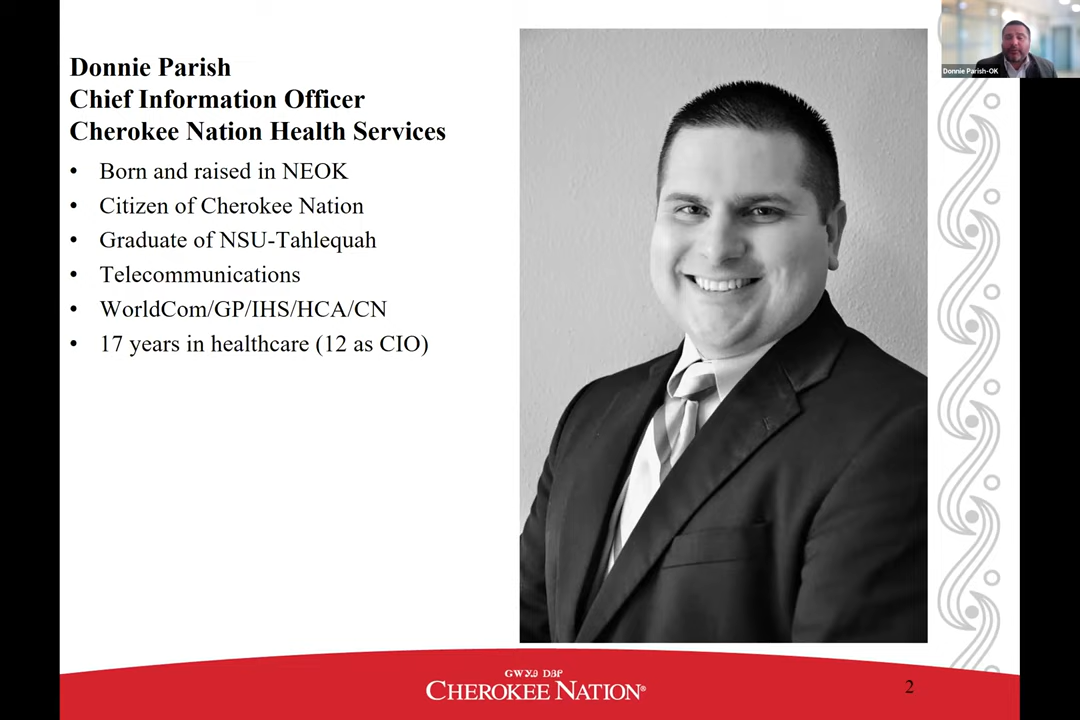 Donnie Parish
Chief Information Officer
Cherokee Nation Health Services
• Born and raised in NEOK
• Citizen of Cherokee Nation
• Graduate of NSU-Tahlequah
• Telecommunications
• WorldCom/GP/IHS/HCA/CN
• 17 years in healthcare (12 as CIO)
Donnie Parish-OK
ᏣᎳᎩ ᎠᏰᎵ
CHEROKEE NATION®
2